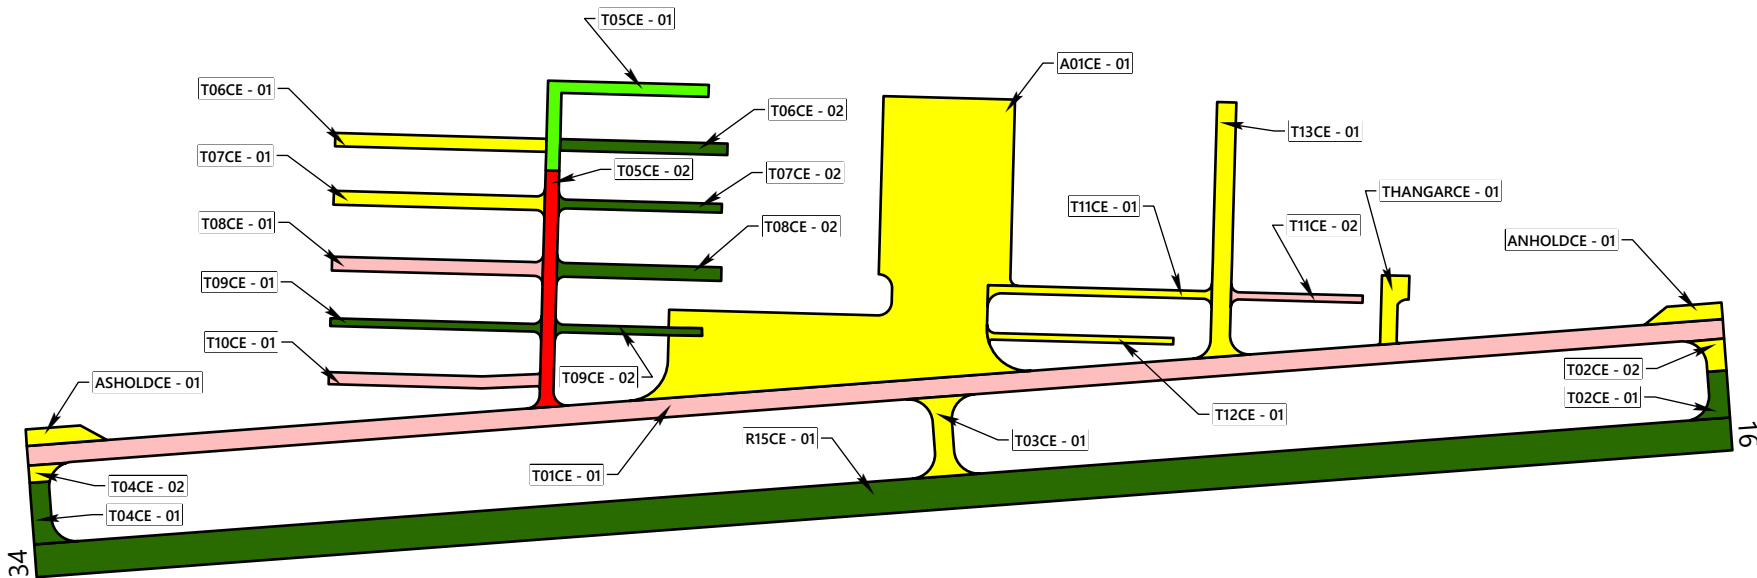 T05CE - 01
A01CE - 01
T06CE - 01
T06CE - 02
T13CE - 01
T07CE - 01
T05CE - 02
T07CE - 02
THANGARCE - 01
T11CE - 01
T08CE - 01
T08CE - 02
T11CE - 02
ANHOLDCE - 01
T09CE - 01
T10CE - 01
T09CE - 02
T02CE - 02
ASHOLDCE - 01
T02CE - 01
T12CE - 01
R15CE - 01
T03CE - 01
16
T01CE - 01
T04CE - 02
T04CE - 01
34